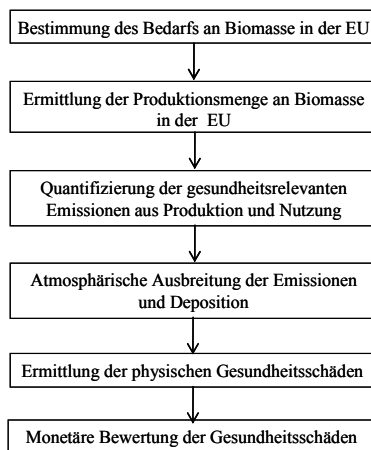 Bestimmung des Bedarfs an Biomasse in der EU
Ermittlung der Produktionsmenge an Biomasse
in der EU
Quantifizierung der gesundheitsrelevanten
Emissionen aus Produktion und Nutzung
Atmosphärische Ausbreitung der Emissionen
und Deposition
Ermittlung der physischen Gesundheitsschäden
Monetäre Bewertung der Gesundheitsschäden